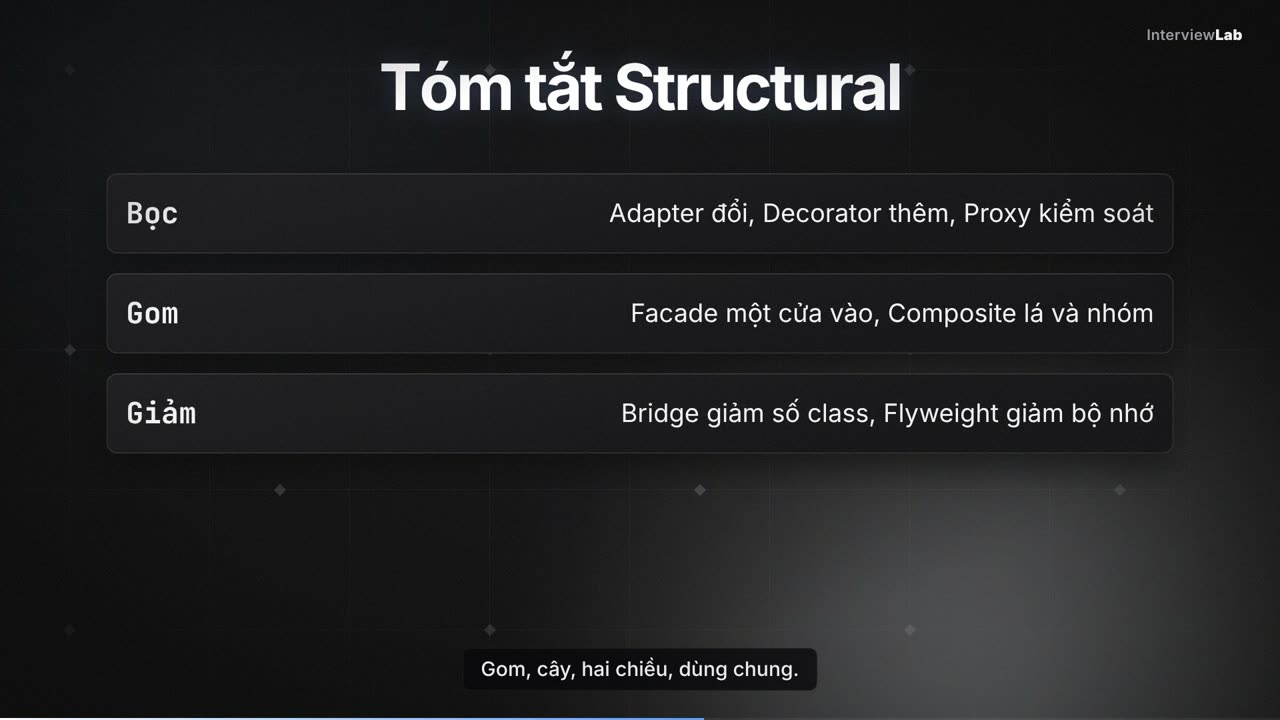 InterviewLab
Tóm tắt Structural
Bọc
Adapter đổi, Decorator thêm, Proxy kiểm soát
Gom
Facade một cửa vào, Composite lá và nhóm
Giảm
Bridge giảm số class, Flyweight giảm bộ nhớ
Gom, cây, hai chiều, dùng chung.